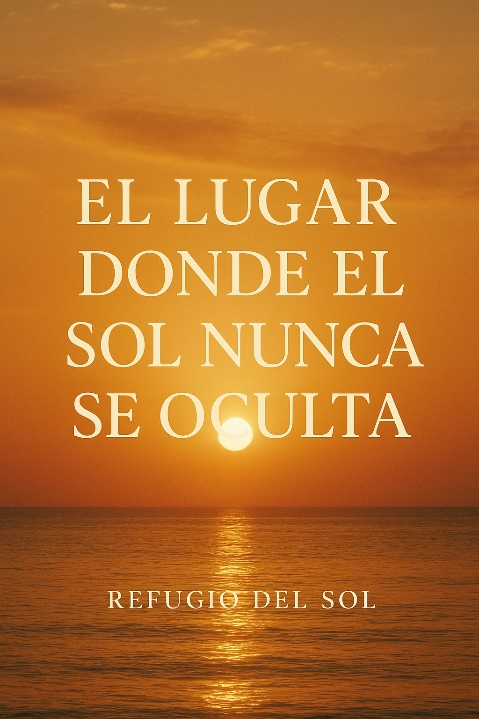 EL LUGAR
DONDE EL
SOL NUNCA
SE OCULTA
REFUGIO DEL SOL